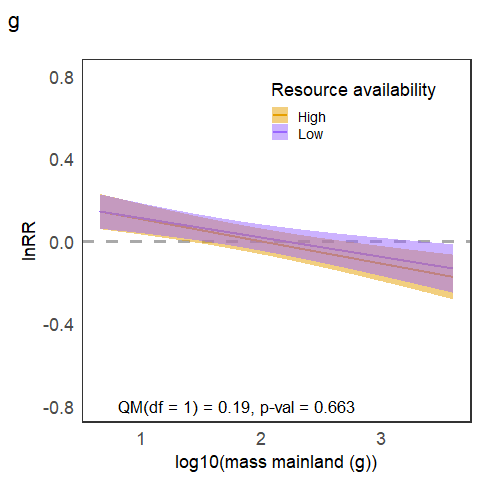 g
0.8
0.4
0.0
-0.4
-0.8
lnRR
Resource availability
High
Low
QM(df = 1) = 0.19, p-val = 0.663
1 2 3
log10(mass mainland (g))